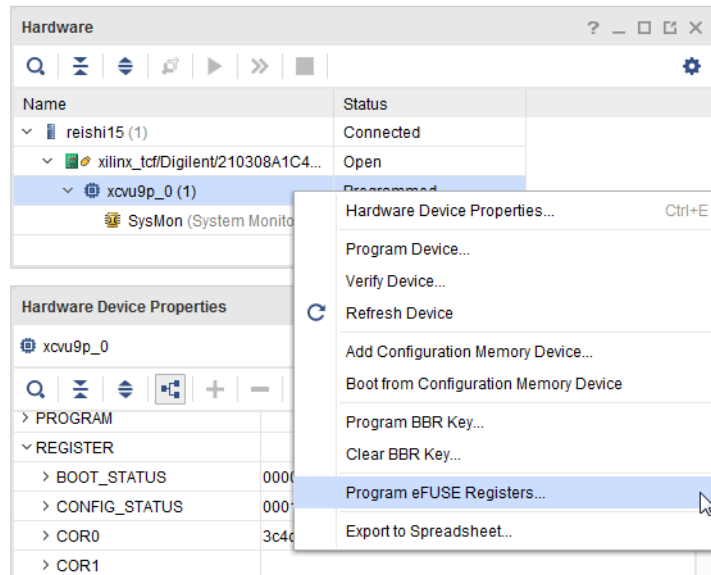 Hardware
Name Status
reishi15 (1) Connected
xilinx_tcf/Digilent/210308A1C4... Open
xcvu9p_0 (1) Programmed
SysMon (System Monito
Hardware Device Properties... Ctrl+E
Program Device...
Verify Device...
Refresh Device
Add Configuration Memory Device...
Boot from Configuration Memory Device
Program BBR Key...
Clear BBR Key...
Program eFUSE Registers...
Export to Spreadsheet...
Hardware Device Properties
xcvu9p_0
PROGRAM
REGISTER
BOOT_STATUS 000
CONFIG_STATUS 000
COR0 3c4
COR1